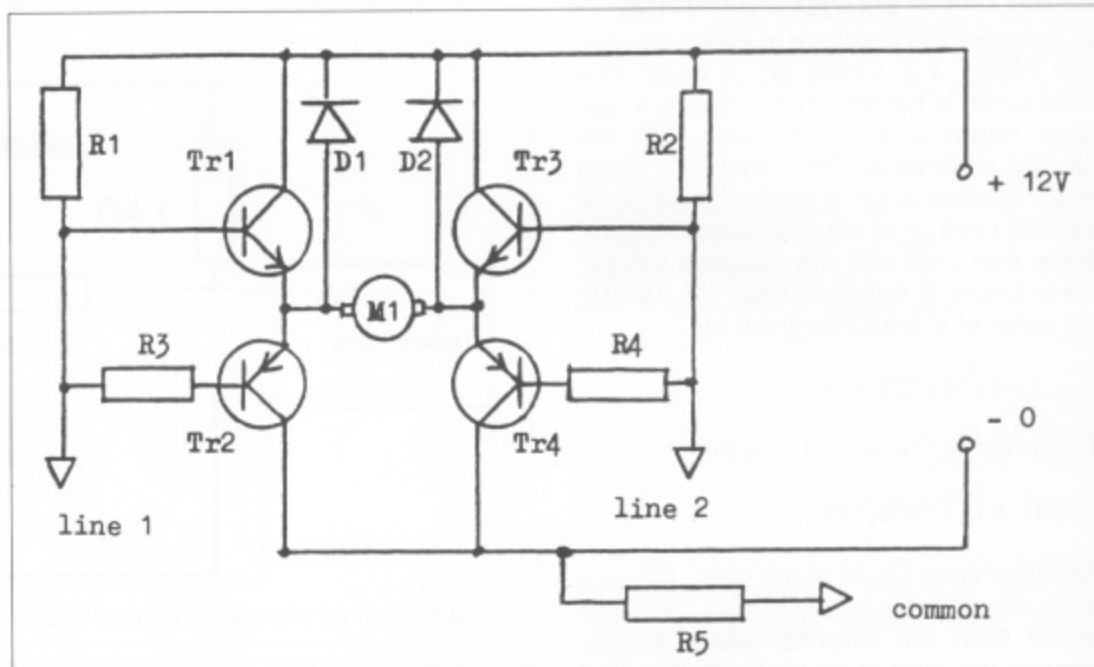 R1
Tr1
D1
D2
Tr3
R2
+ 12V
M1
R3
R4
Tr2
Tr4
- 0
line 1
line 2
common
R5